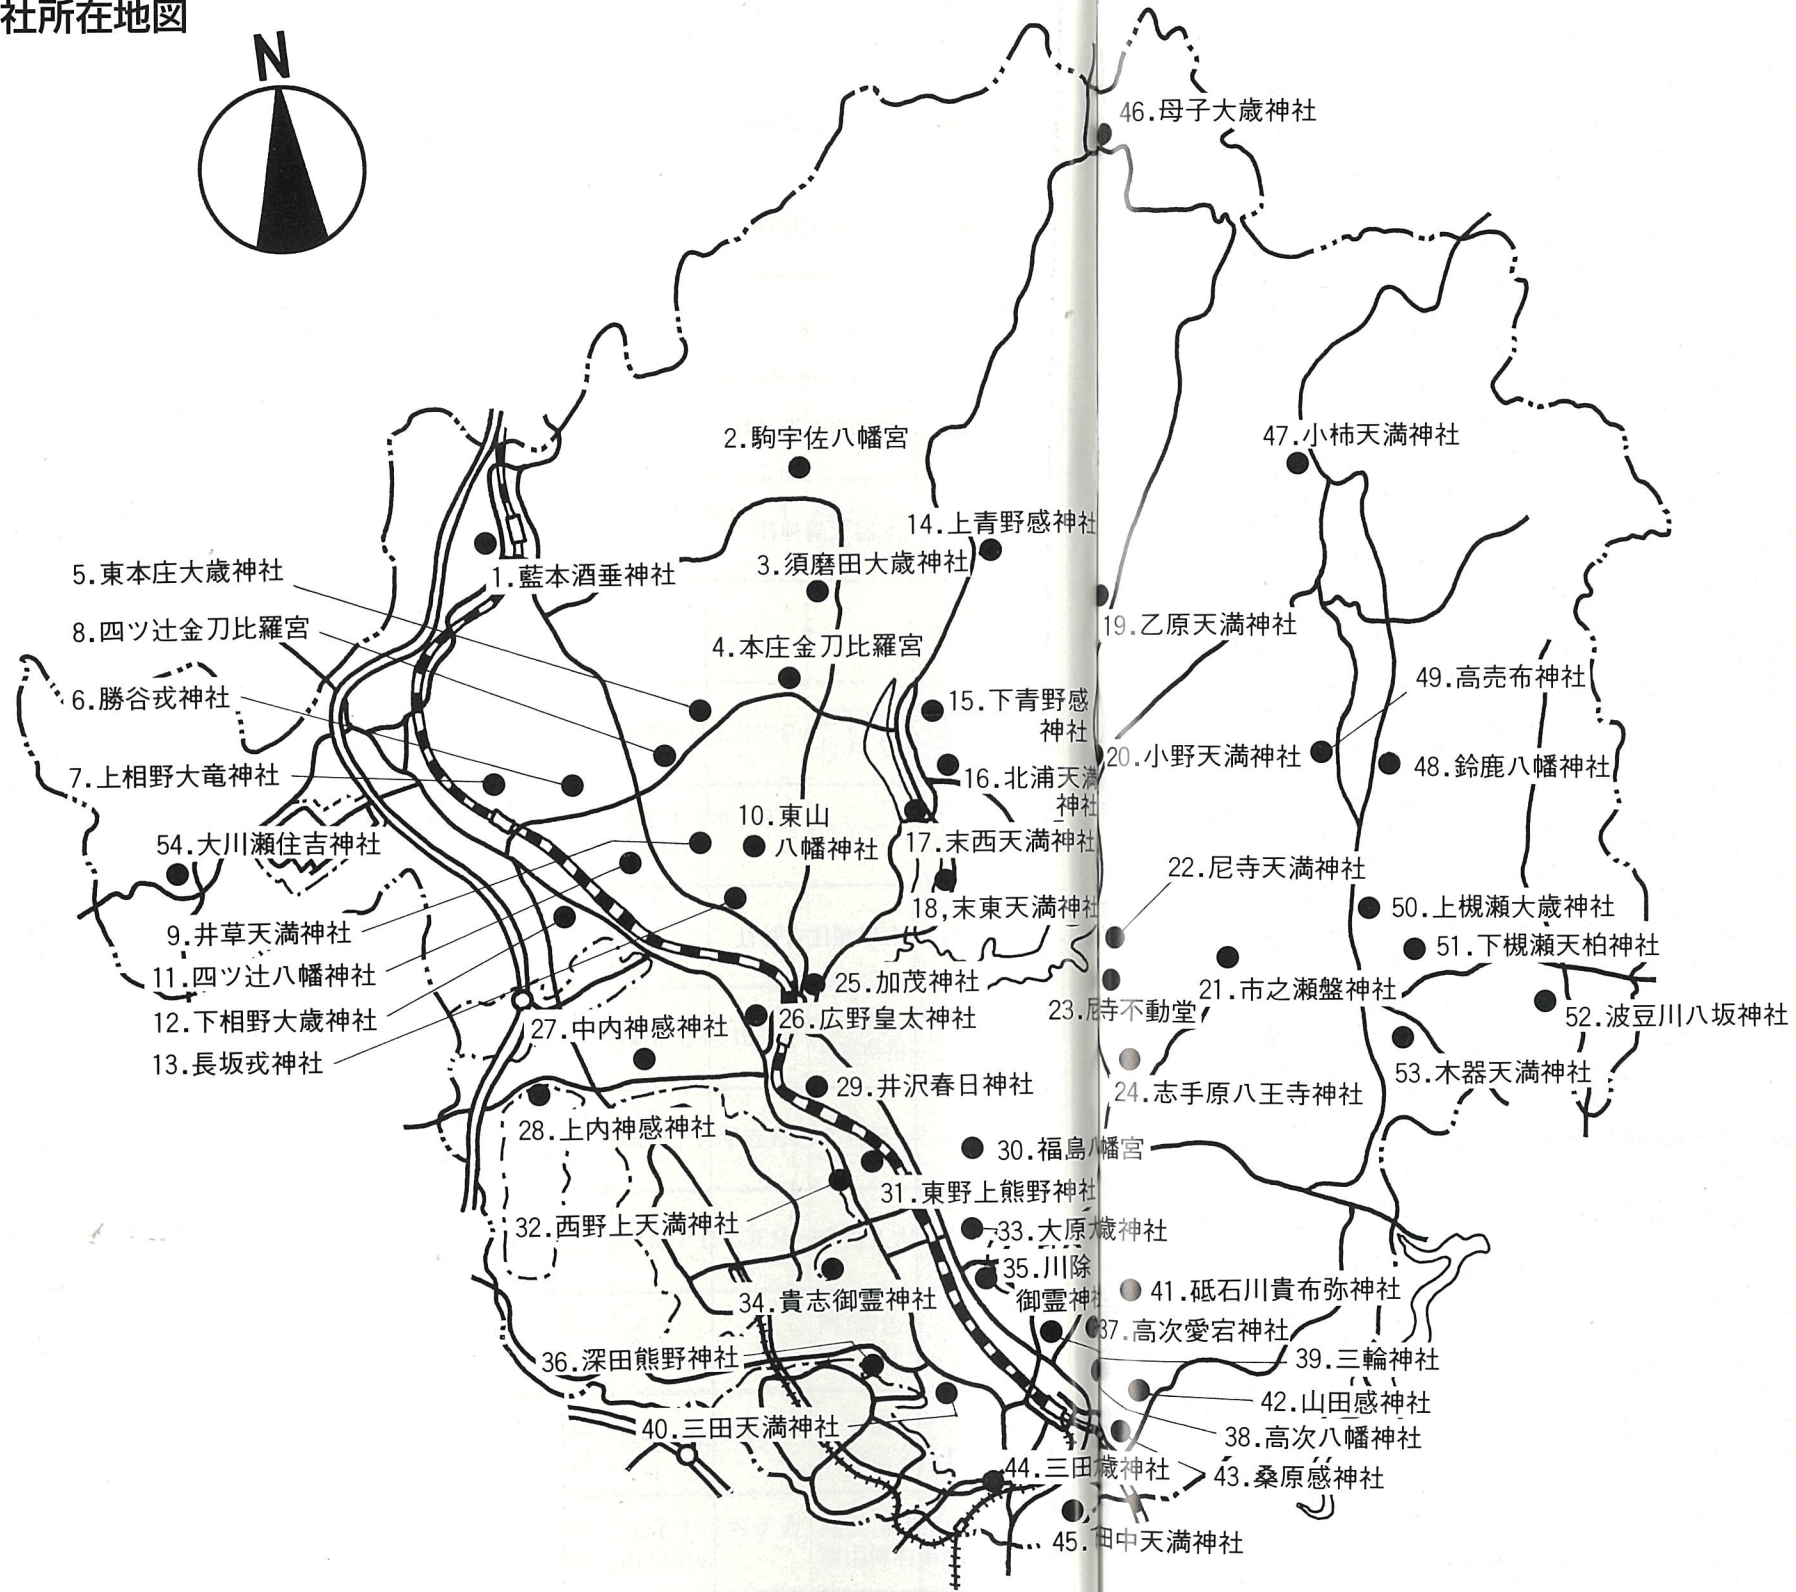 社所在地図
N
46.母子大歳神社
2.駒宇佐八幡宮
47.小柿天満神社
14.上青野感神社
3.須磨田大歳神社
5.東本庄大歳神社
1.藍本酒垂神社
8.四ツ辻金刀比羅宮
19.乙原天満神社
4.本庄金刀比羅宮
49.高売布神社
6.勝谷戎神社
15.下青野感
神社
20.小野天満神社
48.鈴鹿八幡神社
7.上相野大竜神社
16.北浦天満
神社
10.東山
八幡神社
17.末西天満神社
54.大川瀬住吉神社
22.尼寺天満神社
18,末東天満神社
50.上槻瀬大歳神社
9.井草天満神社
51.下槻瀬天柏神社
11.四ツ辻八幡神社
25.加茂神社
21.市之瀬盤神社
23.尼寺不動堂
12.下相野大歳神社
27.中内神感神社
26.広野皇太神社
52.波豆川八坂神社
13.長坂戎神社
53.木器天満神社
29.井沢春日神社
24.志手原八王寺神社
28.上内神感神社
30.福島八幡宮
31.東野上熊野神社
32.西野上天満神社
33.大原大歳神社
35.川除
御霊神社
41.砥石川貴布弥神社
34.貴志御霊神社
37.高次愛宕神社
36.深田熊野神社
39.三輪神社
42.山田感神社
40.三田天満神社
38.高次八幡神社
44.三田大歳神社
43.桑原感神社
45.田中天満神社